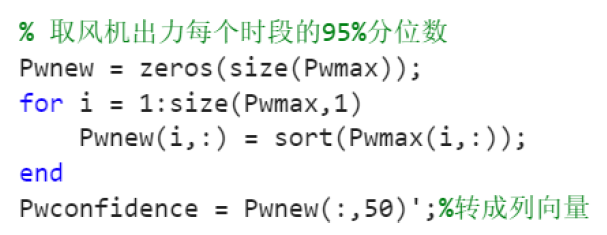 % 取风机出力每个时段的95%分位数
Pwnew = zeros(size(Pwmax));
for i = 1:size(Pwmax,1)
    Pwnew(i,:) = sort(Pwmax(i,:));
end
Pwconfidence = Pwnew(:,50)';%转成列向量